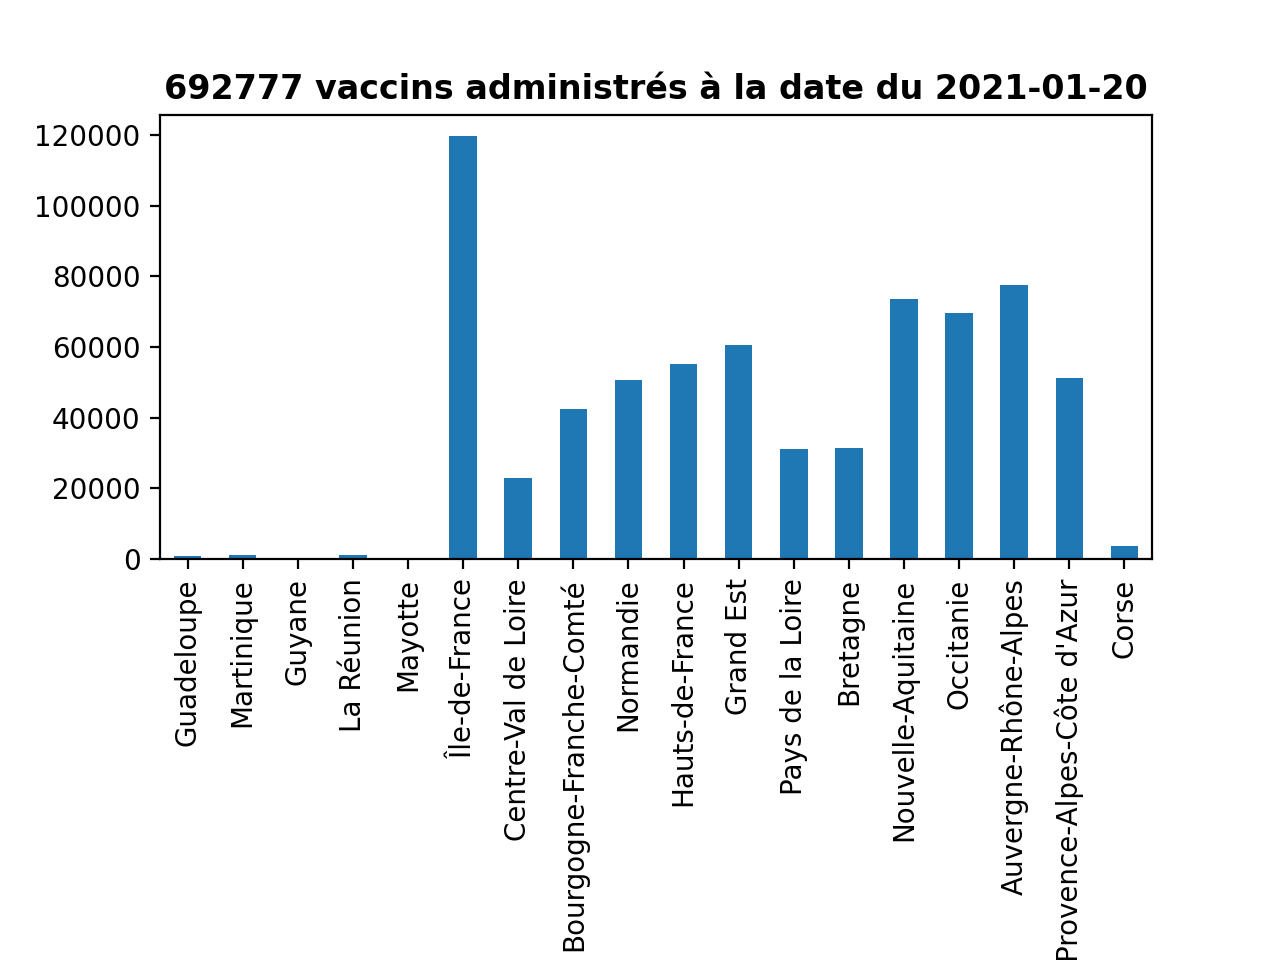 692777 vaccins administrés à la date du 2021-01-20
120000
100000
80000
60000
40000
20000
0
Guadeloupe
Martinique
Guyane
La Réunion
Mayotte
Île-de-France
Centre-Val de Loire
Bourgogne-Franche-Comté
Normandie
Hauts-de-France
Grand Est
Pays de la Loire
Bretagne
Nouvelle-Aquitaine
Occitanie
Auvergne-Rhône-Alpes
Provence-Alpes-Côte d'Azur
Corse